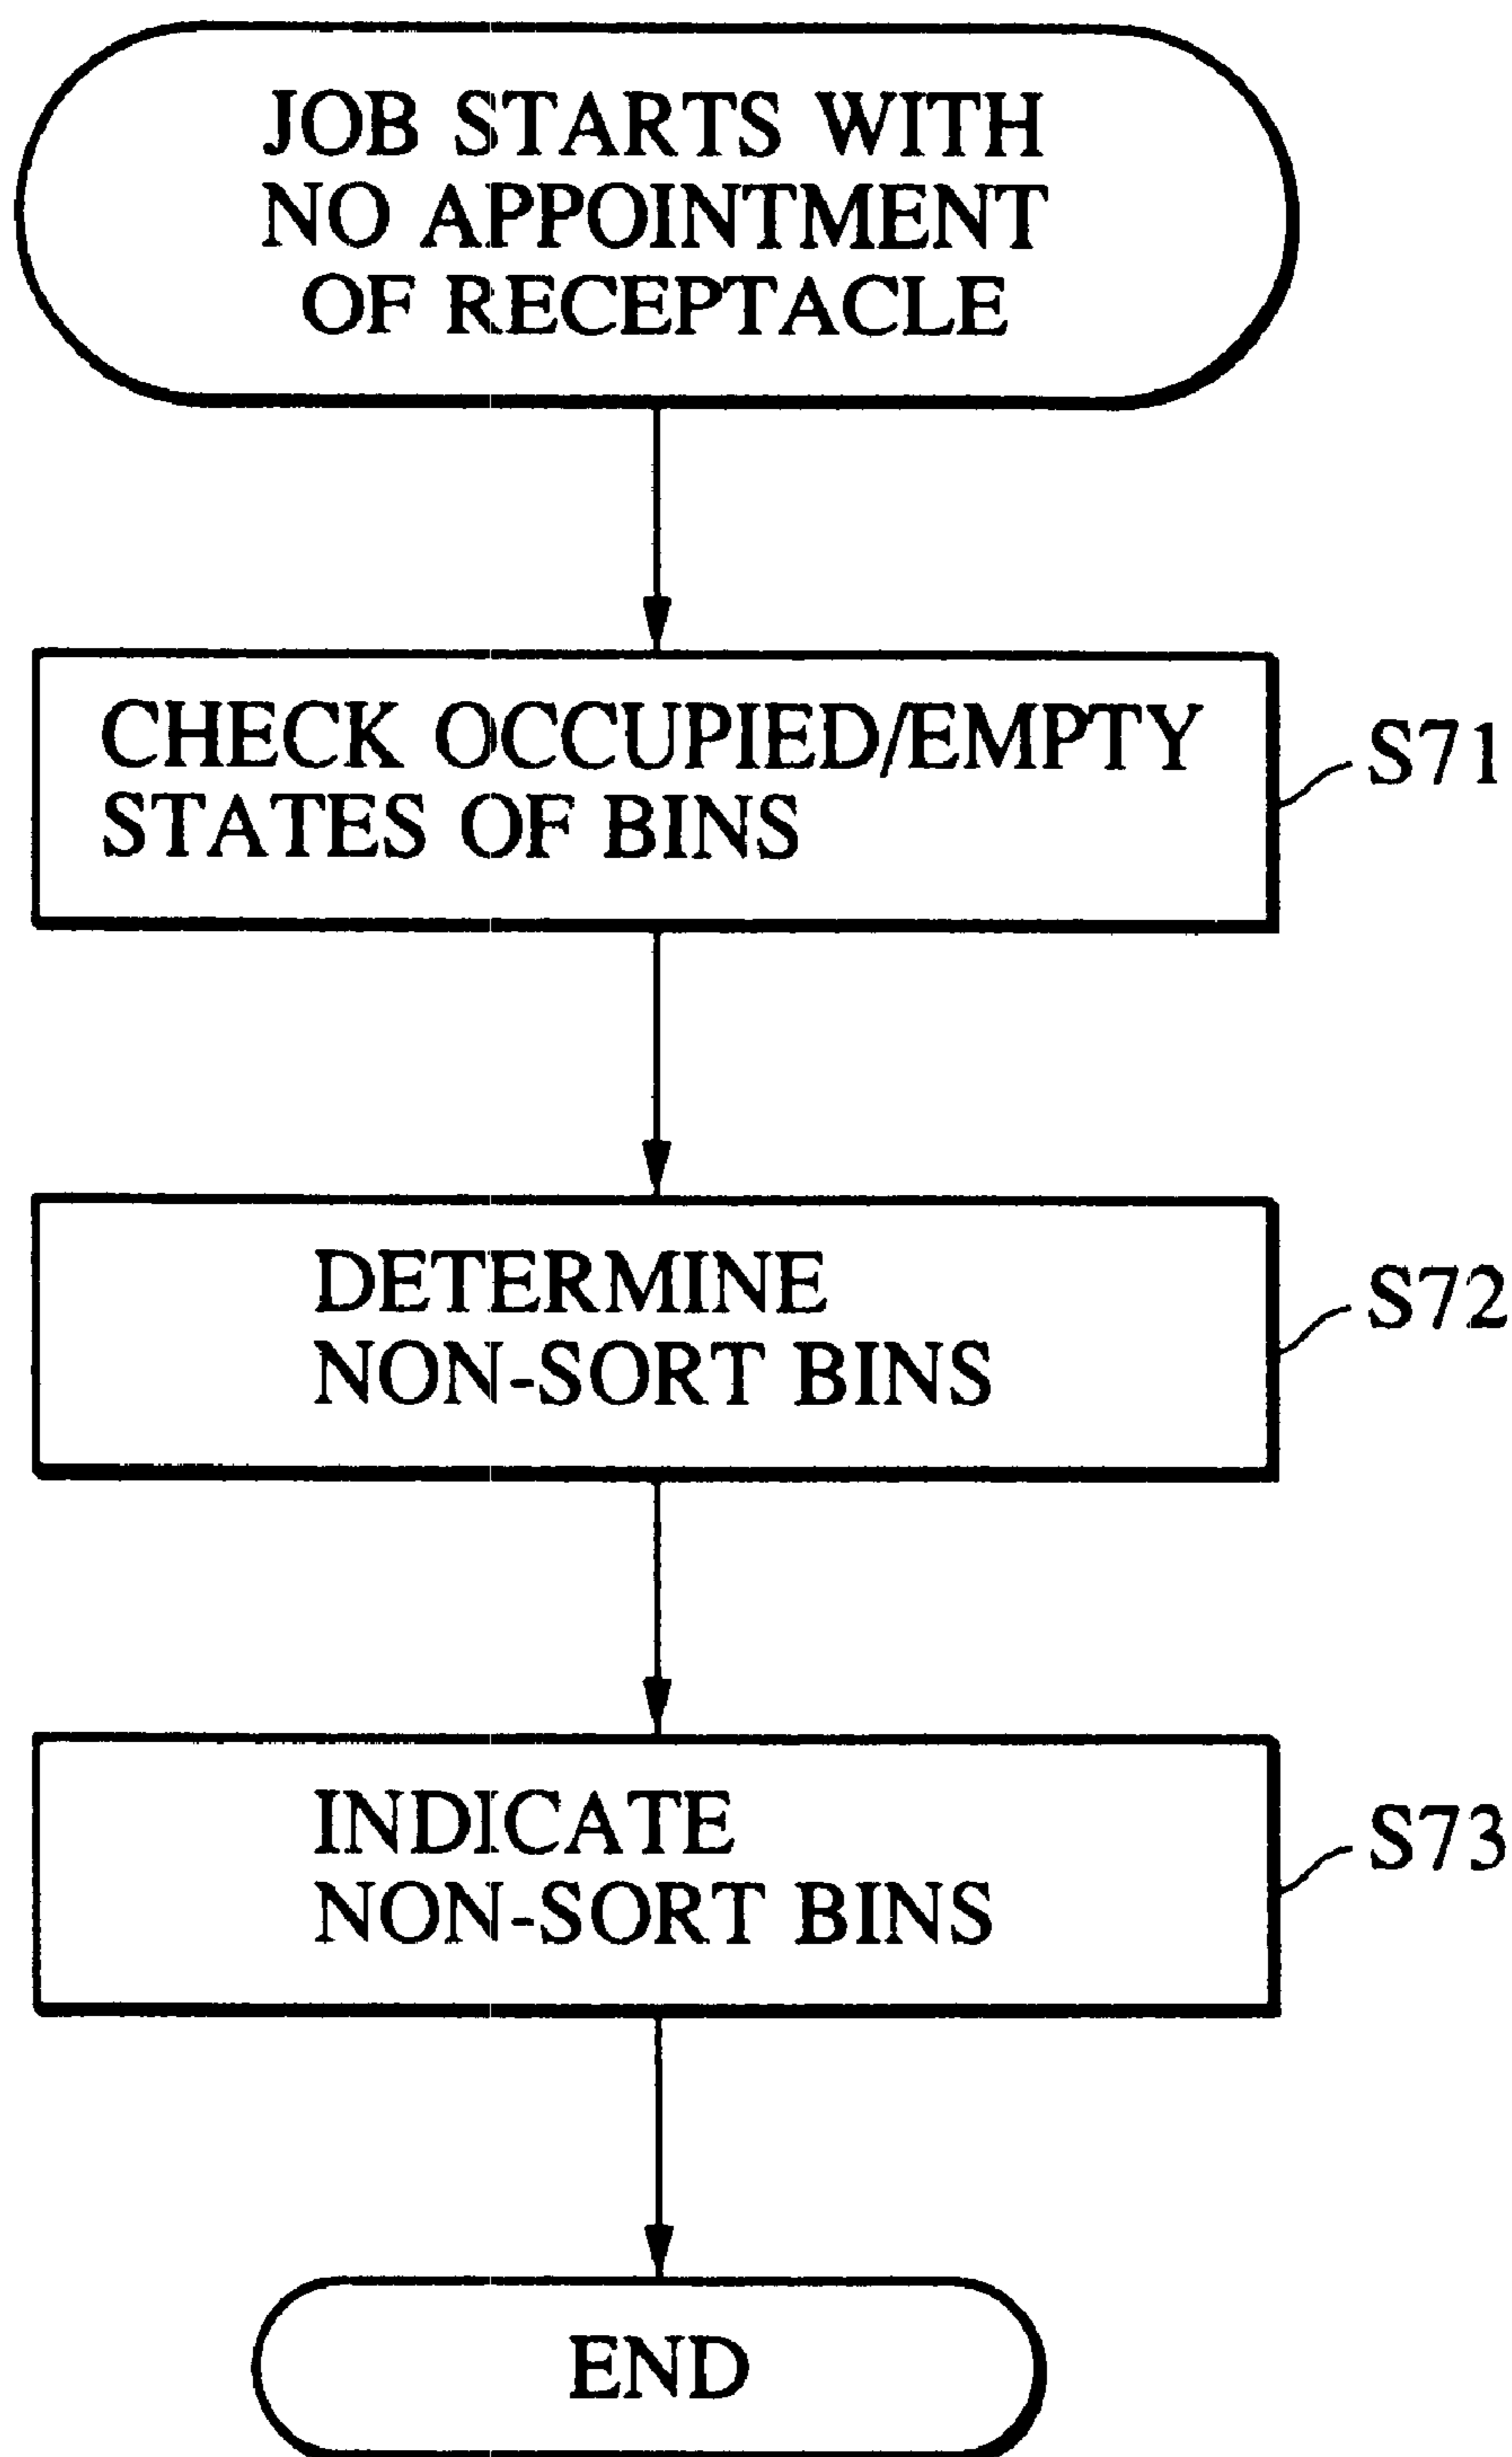 JOB STARTS WITH
NO APPOINTMENT
OF RECEPTACLE
CHECK OCCUPIED/EMPTY
STATES OF BINS
S71
DETERMINE
NON-SORT BINS
S72
INDICATE
NON-SORT BINS
S73
END